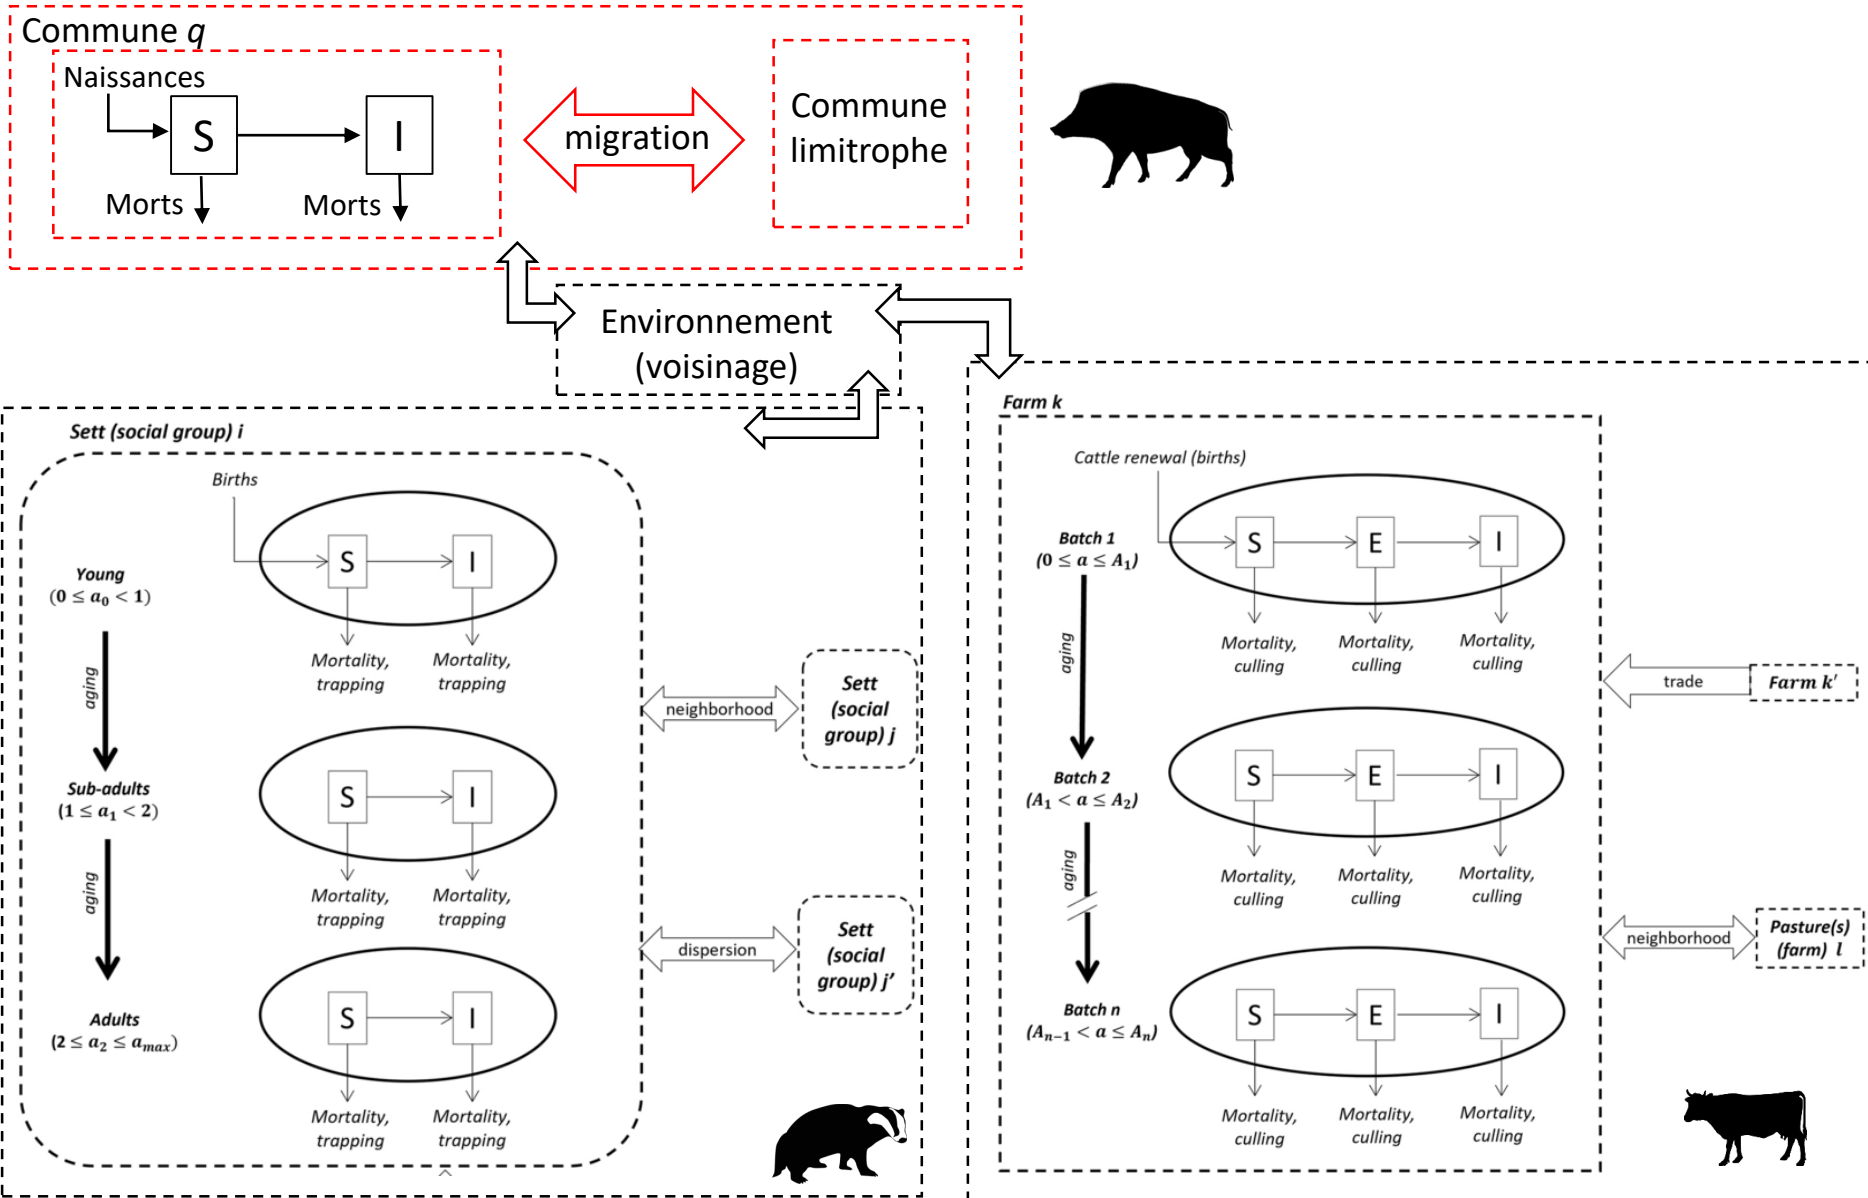 Commune q
Naissances
S
I
Morts
Morts
migration
Commune
limitrophe
Environnement
(voisinage)
Sett (social group) i
Births
S
I
Young
(0 ≤ a₀ < 1)
Mortality,
trapping
Mortality,
trapping
aging
S
I
Sub-adults
(1 ≤ a₁ < 2)
Mortality,
trapping
Mortality,
trapping
aging
S
I
Adults
(2 ≤ a₂ ≤ aₘₐₓ)
Mortality,
trapping
Mortality,
trapping
neighborhood
Sett
(social
group) j
dispersion
Sett
(social
group) j’
Farm k
Cattle renewal (births)
Batch 1
(0 ≤ a ≤ A₁)
S
E
I
Mortality,
culling
Mortality,
culling
Mortality,
culling
aging
Batch 2
(A₁ < a ≤ A₂)
S
E
I
Mortality,
culling
Mortality,
culling
Mortality,
culling
aging
Batch n
(Aₙ₋₁ < a ≤ Aₙ)
S
E
I
Mortality,
culling
Mortality,
culling
Mortality,
culling
trade
Farm k′
neighborhood
Pasture(s)
(farm) l